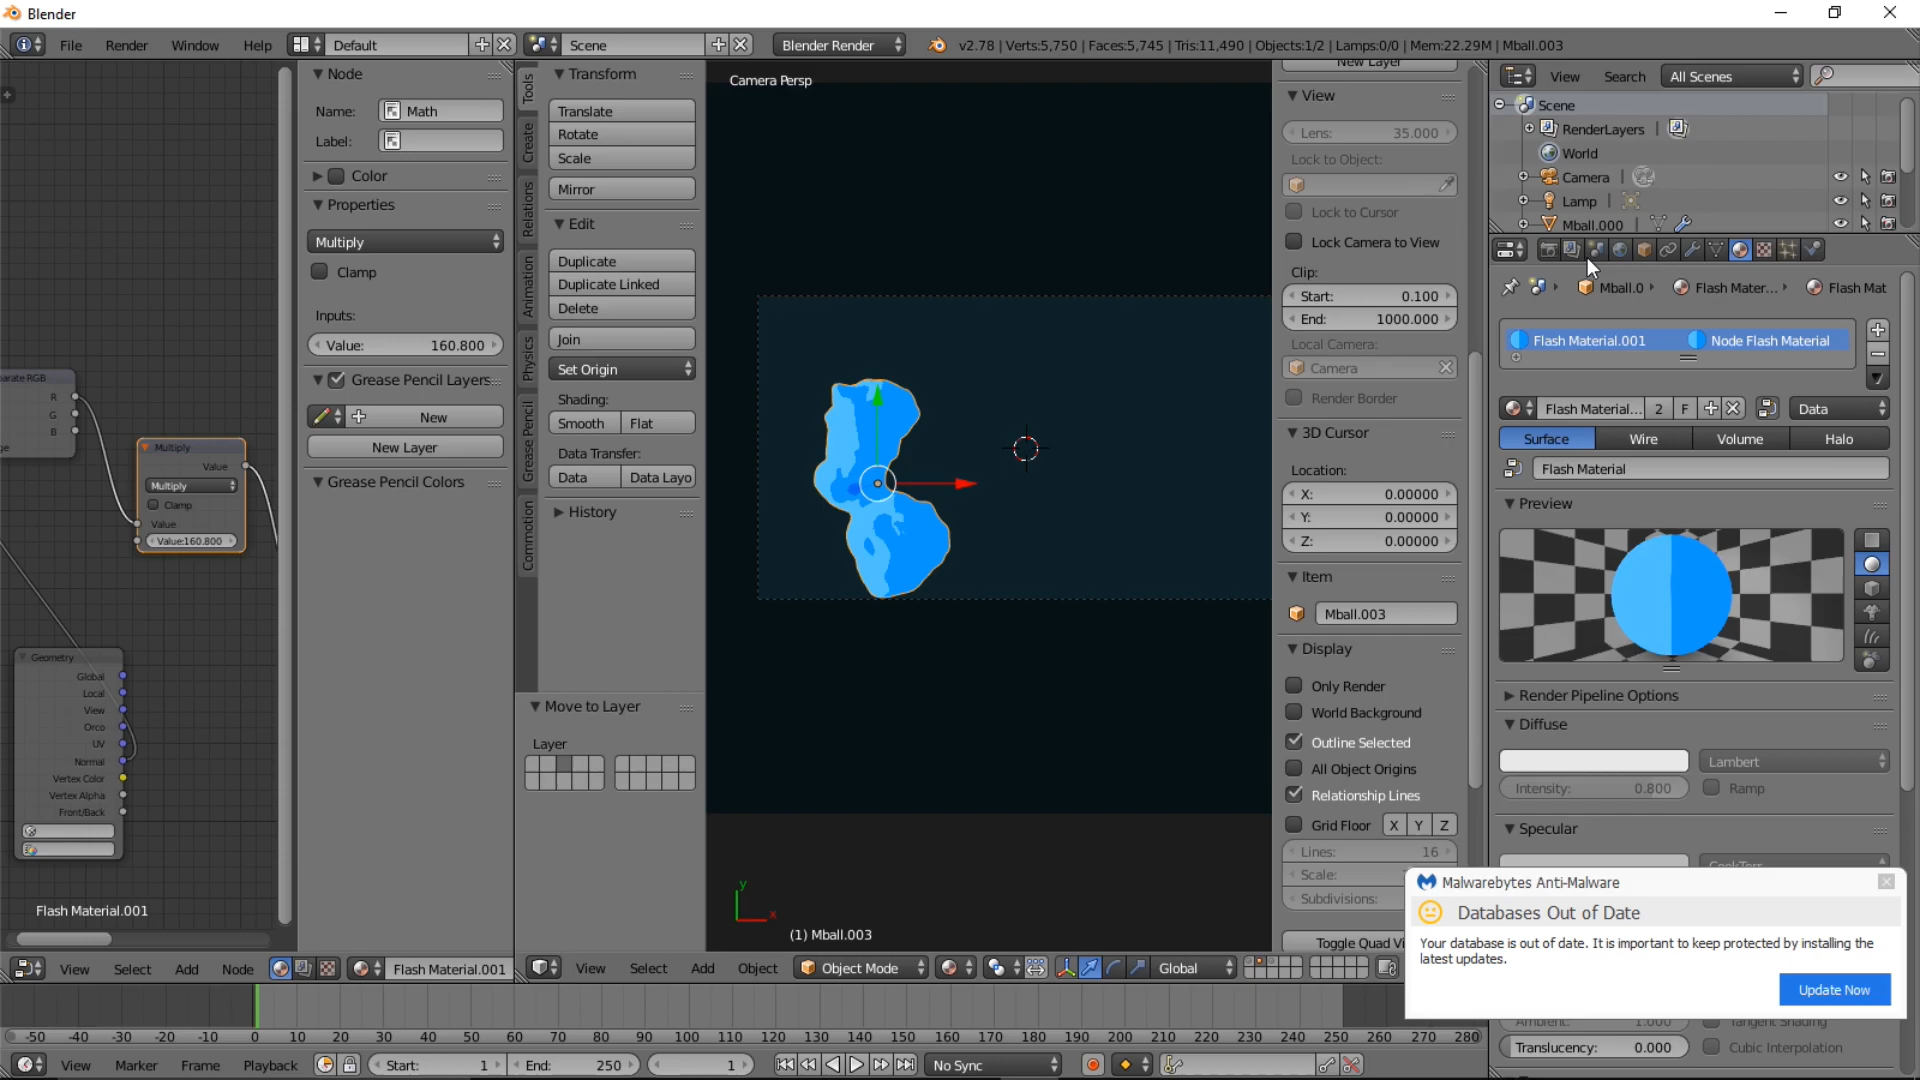 Blender
File Render Window Help Default Scene Blender Render v2.78 | Verts:5,750 | Faces:5,745 | Tris:11,490 | Objects:1/2 | Lamps:0/0 | Mem:22.29M | Mball.003
Node
Name: Math
Label:
Color
Properties
Multiply
Clamp
Inputs:
Value: 160.800
Grease Pencil Layers
New
New Layer
Grease Pencil Colors
arate RGB
R
G
B
Multiply
Value
Multiply
Clamp
Value
Value:160.800
Geometry
Global
Local
View
Orco
UV
Normal
Vertex Color
Vertex Alpha
Front/Back
Flash Material.001
View Select Add Node Flash Material.001
Tools
Create
Relations
Animation
Physics
Grease Pencil
Commotion
Transform
Translate
Rotate
Scale
Mirror
Edit
Duplicate
Duplicate Linked
Delete
Join
Set Origin
Shading:
Smooth Flat
Data Transfer:
Data Data Layo
History
Move to Layer
Layer
Camera Persp
y
x
(1) Mball.003
View Select Add Object Object Mode Global
New Layer
View
Lens: 35.000
Lock to Object:
Lock to Cursor
Lock Camera to View
Clip:
Start: 0.100
End: 1000.000
Local Camera:
Camera
Render Border
3D Cursor
Location:
X: 0.00000
Y: 0.00000
Z: 0.00000
Item
Mball.003
Display
Only Render
World Background
Outline Selected
All Object Origins
Relationship Lines
Grid Floor X Y Z
Lines: 16
Scale:
Subdivisions:
Toggle Quad Vi
View Search All Scenes
Scene
RenderLayers
World
Camera
Lamp
Mball.000
Mball.0 Flash Mater... Flash Mat
Flash Material.001 Node Flash Material
Flash Material... 2 F Data
Surface Wire Volume Halo
Flash Material
Preview
Render Pipeline Options
Diffuse
Lambert
Intensity: 0.800 Ramp
Specular
CookTorr
Malwarebytes Anti-Malware
Databases Out of Date
Your database is out of date. It is important to keep protected by installing the
latest updates.
Update Now
Ambient: 1.000 Tangent Shading
Translucency: 0.000 Cubic Interpolation
-50 -40 -30 -20 -10 0 10 20 30 40 50 60 70 80 90 100 110 120 130 140 150 160 170 180 190 200 210 220 230 240 250 260 270 280
View Marker Frame Playback Start: 1 End: 250 1 No Sync